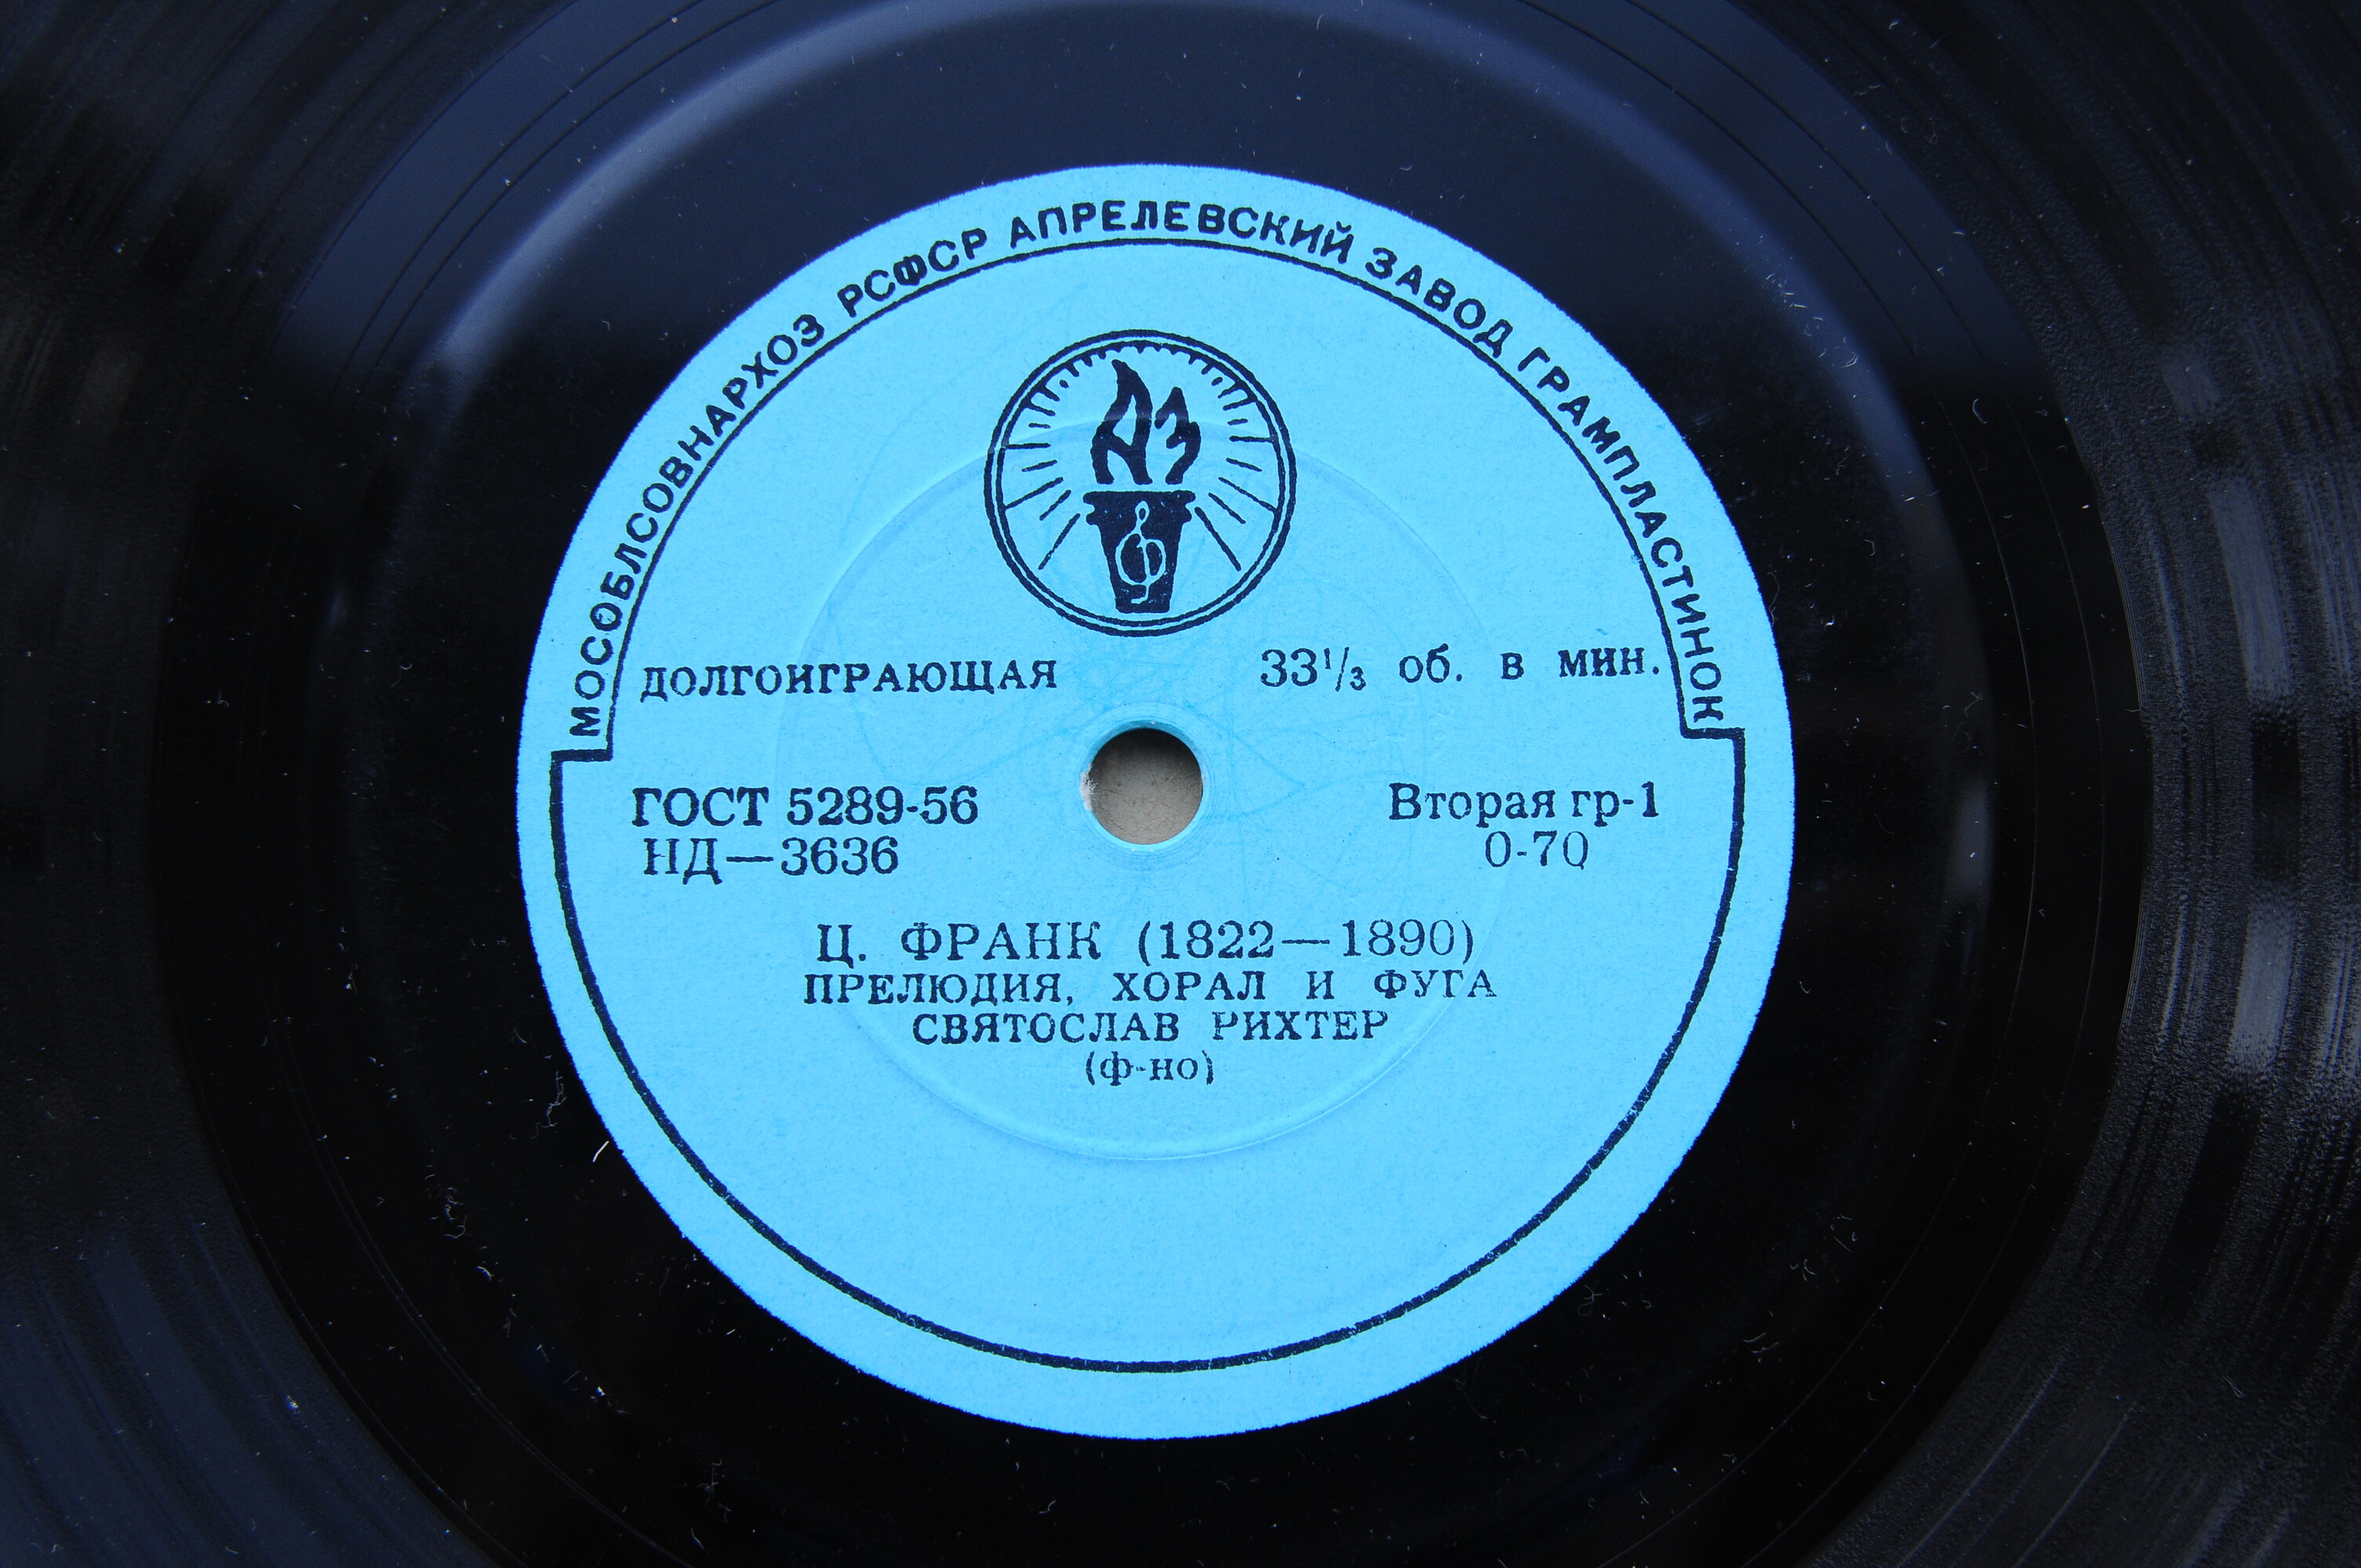 МОСОБЛСОВНАРХОЗ РСФСР АПРЕЛЕВСКИЙ ЗАВОД ГРАМПЛАСТИНОК
АЗ
ДОЛГОИГРАЮЩАЯ 33⅓ об. в мин.
ГОСТ 5289-56 Вторая гр-1
НД—3636 0-70
Ц. ФРАНК (1822—1890)
ПРЕЛЮДИЯ, ХОРАЛ И ФУГА
СВЯТОСЛАВ РИХТЕР
(ф-но)